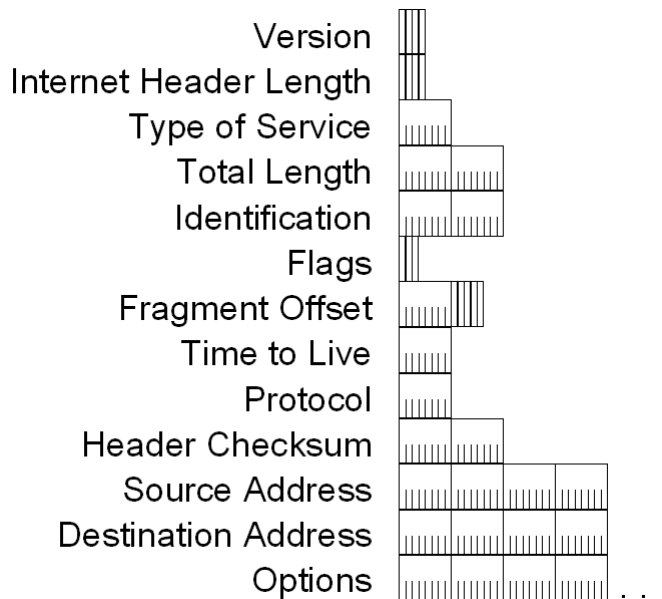 Version
Internet Header Length
Type of Service
Total Length
Identification
Flags
Fragment Offset
Time to Live
Protocol
Header Checksum
Source Address
Destination Address
Options . .